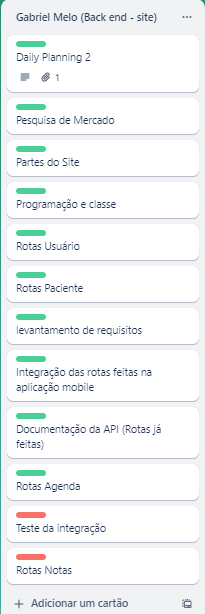 Gabriel Melo (Back end - site)
Daily Planning 2
1
Pesquisa de Mercado
Partes do Site
Programação e classe
Rotas Usuário
Rotas Paciente
levantamento de requisitos
Integração das rotas feitas na
aplicação mobile
Documentação da API (Rotas já
feitas)
Rotas Agenda
Teste da integração
Rotas Notas
Adicionar um cartão